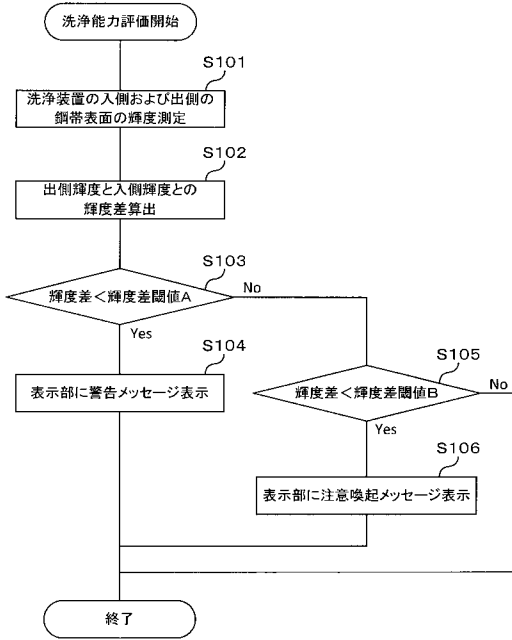 洗浄能力評価開始
S101
洗浄装置の入側および出側の
鋼帯表面の輝度測定
S102
出側輝度と入側輝度との
輝度差算出
S103
輝度差<輝度差閾値A
No
Yes
S104
表示部に警告メッセージ表示
S105
輝度差<輝度差閾値B
No
Yes
S106
表示部に注意喚起メッセージ表示
終了